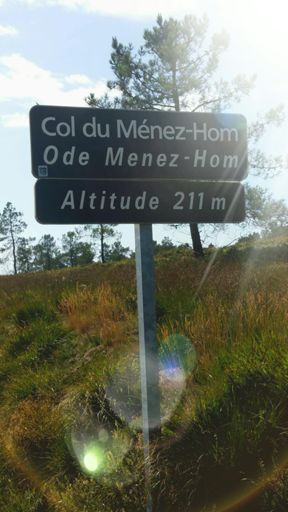 Col du Ménez-Hom
Ode Menez-Hom
Altitude 211 m